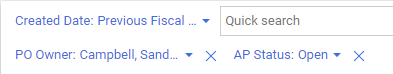 Created Date: Previous Fiscal ... Quick search
PO Owner: Campbell, Sand... AP Status: Open